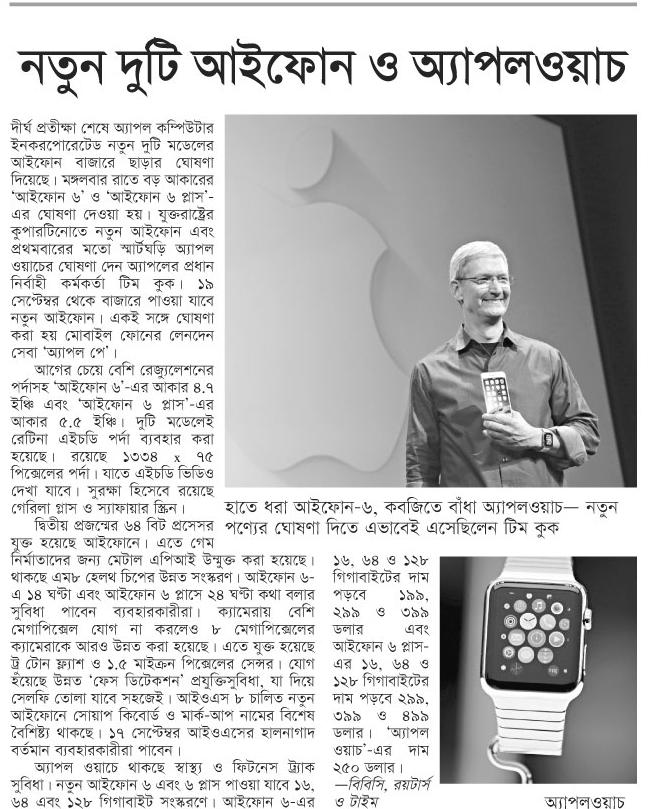 নতুন দুটি আইফোন ও অ্যাপলওয়াচ
দীর্ঘ প্রতীক্ষা শেষে অ্যাপল কম্পিউটার
ইনকরপোরেটেড নতুন দুটি মডেলের
আইফোন বাজারে ছাড়ার ঘোষণা
দিয়েছে। মঙ্গলবার রাতে বড় আকারের
‘আইফোন ৬’ ও ‘আইফোন ৬ প্লাস’-
এর ঘোষণা দেওয়া হয়। যুক্তরাষ্ট্রের
কুপারটিনোতে নতুন আইফোন এবং
প্রথমবারের মতো স্মার্টঘড়ি অ্যাপল
ওয়াচের ঘোষণা দেন অ্যাপলের প্রধান
নির্বাহী কর্মকর্তা টিম কুক। ১৯
সেপ্টেম্বর থেকে বাজারে পাওয়া যাবে
নতুন আইফোন। একই সঙ্গে ঘোষণা
করা হয় মোবাইল ফোনের লেনদেন
সেবা ‘অ্যাপল পে’।
আগের চেয়ে বেশি রেজ্যুলেশনের
পর্দাসহ ‘আইফোন ৬’-এর আকার ৪.৭
ইঞ্চি এবং ‘আইফোন ৬ প্লাস’-এর
আকার ৫.৫ ইঞ্চি। দুটি মডেলেই
রেটিনা এইচডি পর্দা ব্যবহার করা
হয়েছে। রয়েছে ১৩৩৪ x ৭৫
পিক্সেলের পর্দা। যাতে এইচডি ভিডিও
দেখা যাবে। সুরক্ষা হিসেবে রয়েছে
গেরিলা গ্লাস ও স্যাফায়ার স্ক্রিন।
দ্বিতীয় প্রজন্মের ৬৪ বিট প্রসেসর
যুক্ত হয়েছে আইফোনে। এতে গেম
নির্মাতাদের জন্য মেটাল এপিআই উন্মুক্ত করা হয়েছে।
থাকছে এম৮ হেলথ চিপের উন্নত সংস্করণ। আইফোন ৬-
এ ১৪ ঘণ্টা এবং আইফোন ৬ প্লাসে ২৪ ঘণ্টা কথা বলার
সুবিধা পাবেন ব্যবহারকারীরা। ক্যামেরায় বেশি
মেগাপিক্সেল যোগ না করলেও ৮ মেগাপিক্সেলের
ক্যামেরাকে আরও উন্নত করা হয়েছে। এতে যুক্ত হয়েছে
ট্রু টোন ফ্ল্যাশ ও ১.৫ মাইক্রন পিক্সেলের সেন্সর। যোগ
হয়েছে উন্নত ‘ফেস ডিটেকশন’ প্রযুক্তিসুবিধা, যা দিয়ে
সেলফি তোলা যাবে সহজেই। আইওএস ৮ চালিত নতুন
আইফোনে সোয়াপ কিবোর্ড ও মার্ক-আপ নামের বিশেষ
বৈশিষ্ট্য থাকছে। ১৭ সেপ্টেম্বর আইওএসের হালনাগাদ
বর্তমান ব্যবহারকারীরা পাবেন।
অ্যাপল ওয়াচে থাকছে স্বাস্থ্য ও ফিটনেস ট্র্যাক
সুবিধা। নতুন আইফোন ৬ এবং ৬ প্লাস পাওয়া যাবে ১৬,
৬৪ এবং ১২৮ গিগাবাইট সংস্করণে। আইফোন ৬-এর
১৬, ৬৪ ও ১২৮
গিগাবাইটের দাম
পড়বে ১৯৯,
২৯৯ ও ৩৯৯
ডলার এবং
আইফোন ৬ প্লাস-
এর ১৬, ৬৪ ও
১২৮ গিগাবাইটের
দাম পড়বে ২৯৯,
৩৯৯ ও ৪৯৯
ডলার। ‘অ্যাপল
ওয়াচ’-এর দাম
২৫০ ডলার।
—বিবিসি, রয়টার্স
ও টাইম
হাতে ধরা আইফোন-৬, কবজিতে বাঁধা অ্যাপলওয়াচ— নতুন
পণ্যের ঘোষণা দিতে এভাবেই এসেছিলেন টিম কুক
অ্যাপলওয়াচ